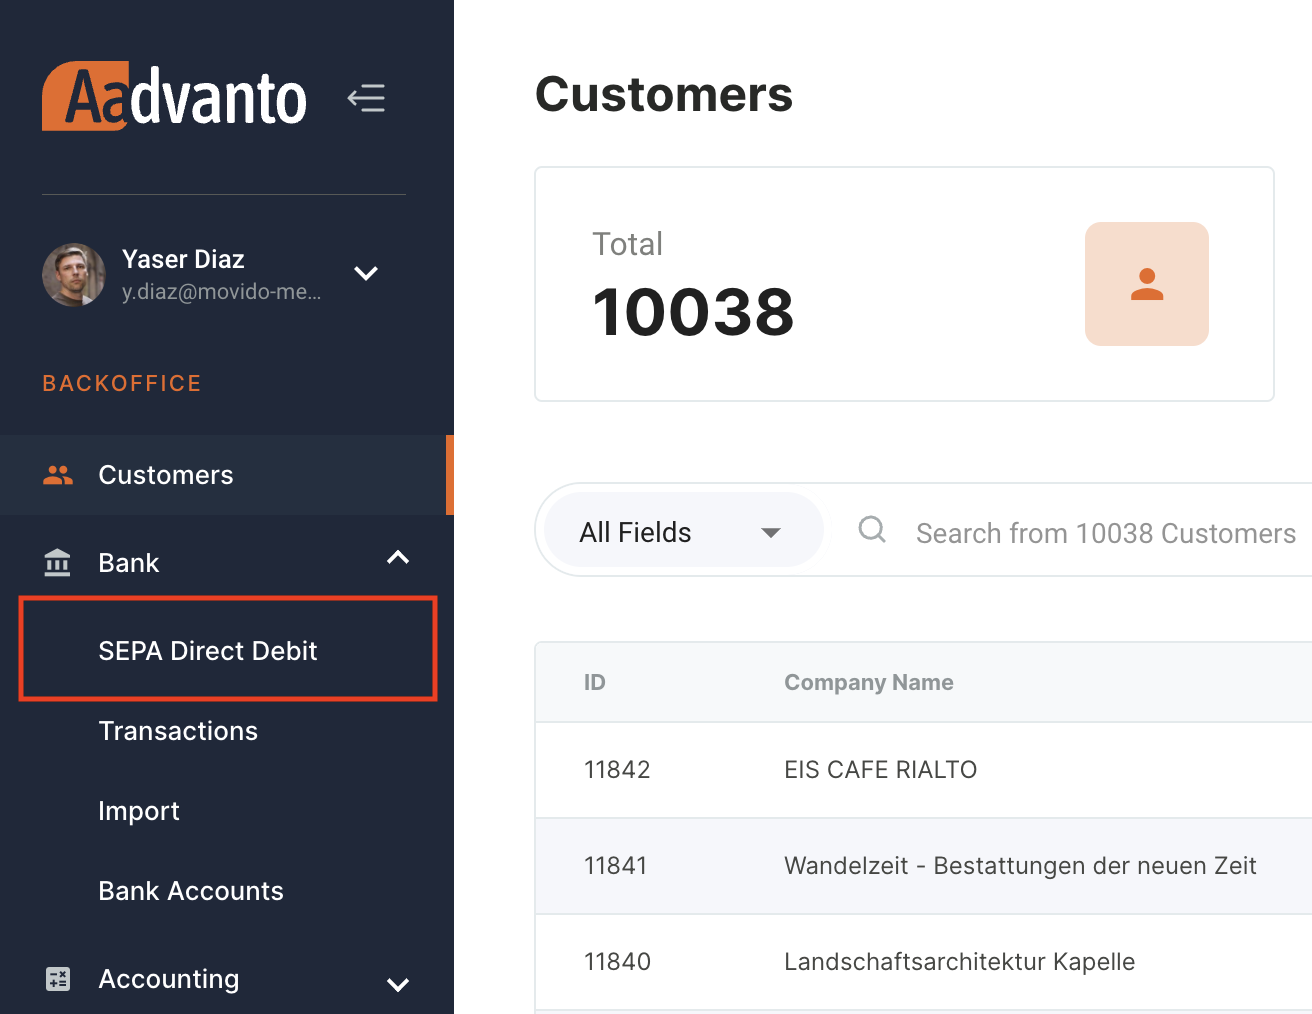 Aadvanto
Yaser Diaz
y.diaz@movido-me...
BACKOFFICE
Customers
Bank
SEPA Direct Debit
Transactions
Import
Bank Accounts
Accounting
Customers
Total
10038
All Fields
Search from 10038 Customers
ID Company Name
11842 EIS CAFE RIALTO
11841 Wandelzeit - Bestattungen der neuen Zeit
11840 Landschaftsarchitektur Kapelle